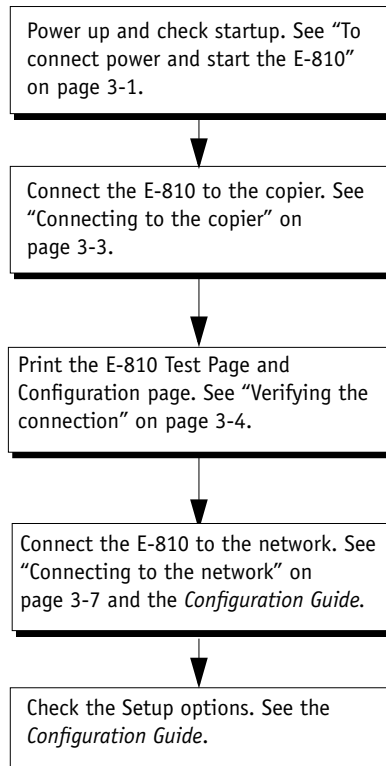 Power up and check startup. See “To
connect power and start the E-810”
on page 3-1.
Connect the E-810 to the copier. See
“Connecting to the copier” on
page 3-3.
Print the E-810 Test Page and
Configuration page. See “Verifying the
connection” on page 3-4.
Connect the E-810 to the network. See
“Connecting to the network” on
page 3-7 and the Configuration Guide.
Check the Setup options. See the
Configuration Guide.